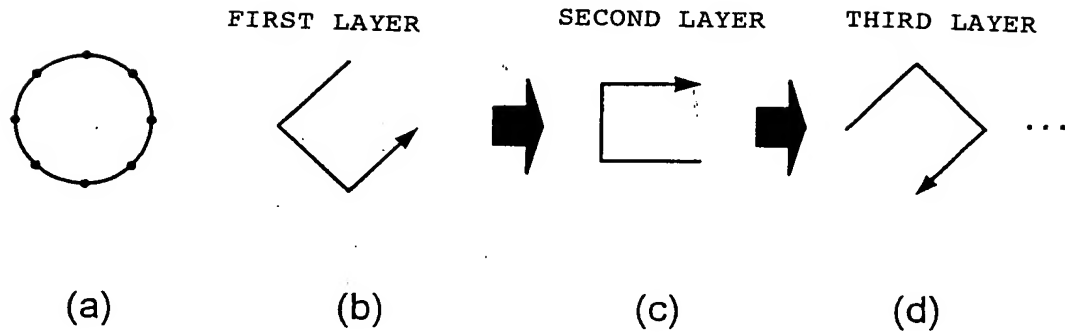 FIRST LAYER
SECOND LAYER
THIRD LAYER
...
(a)
(b)
(c)
(d)